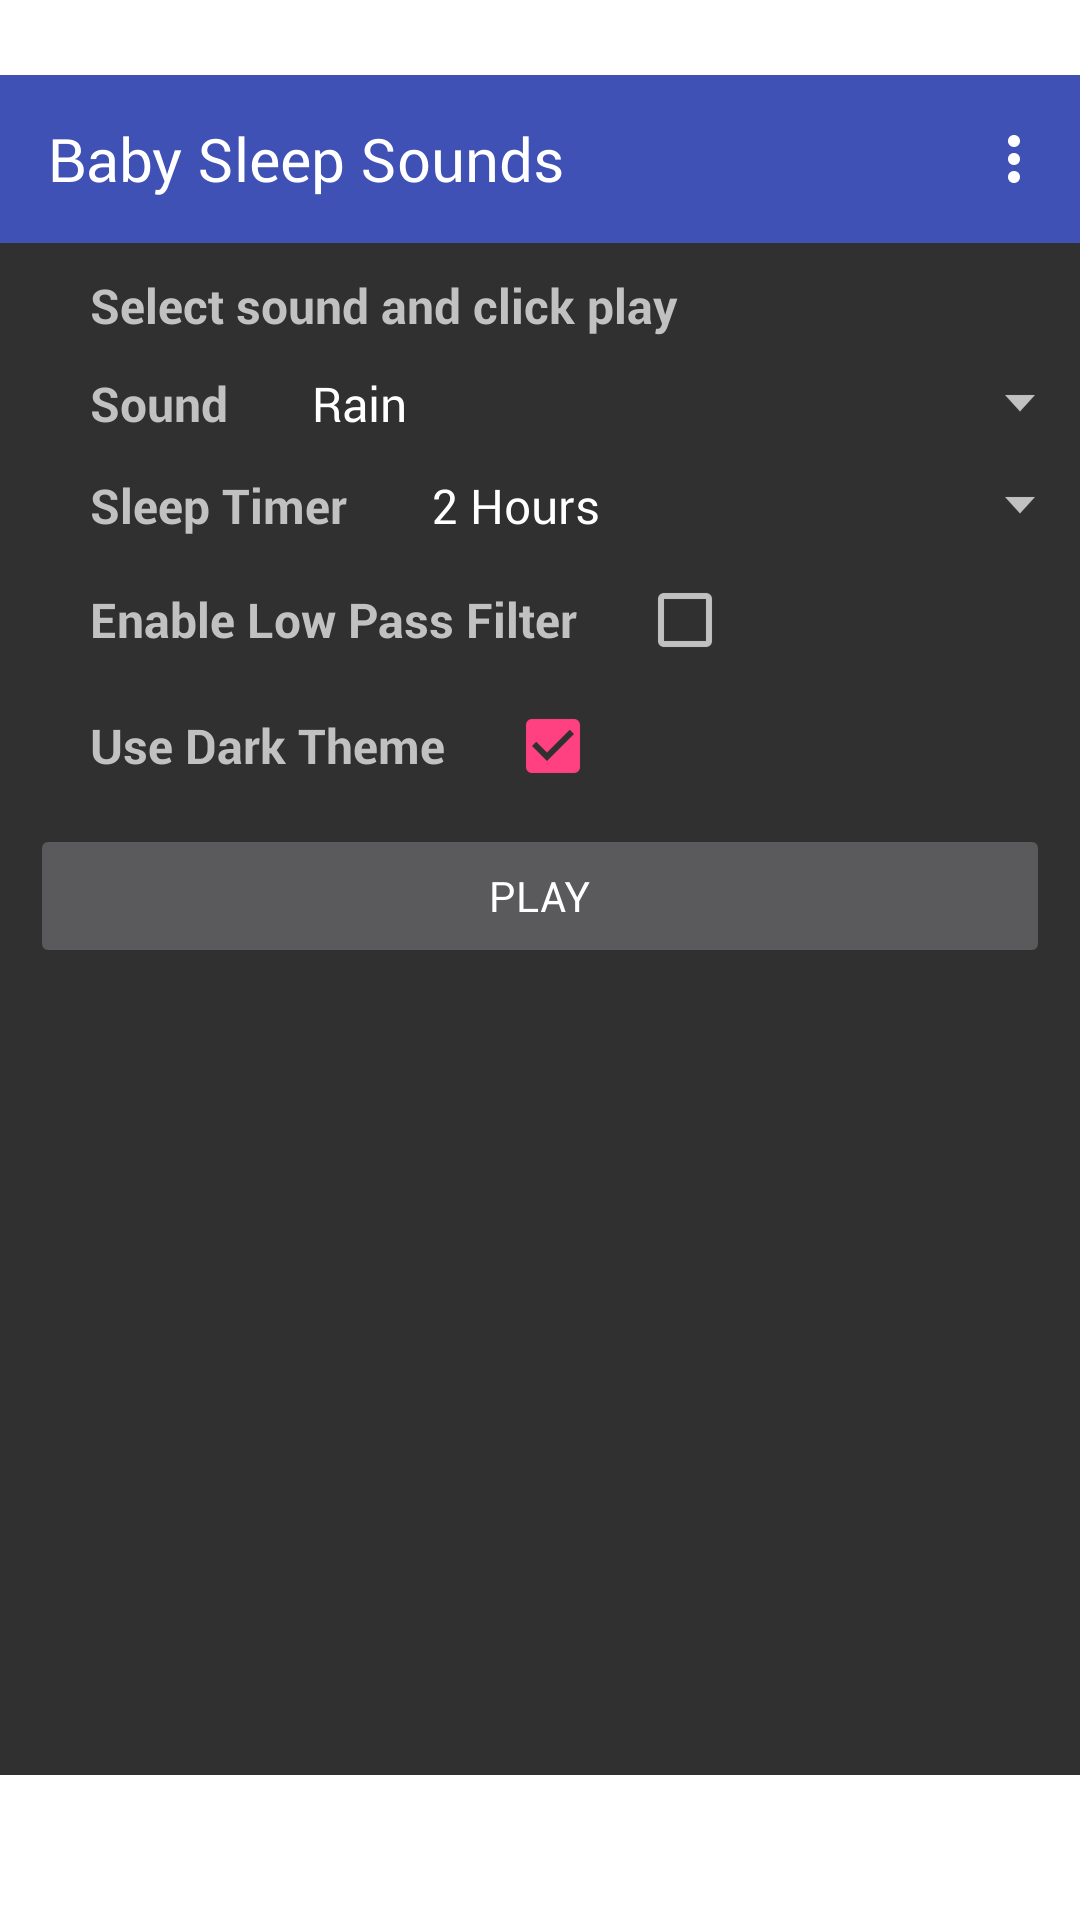 Baby Sleep Sounds
Select sound and click play
Sound Rain
Sleep Timer 2 Hours
Enable Low Pass Filter
Use Dark Theme
PLAY